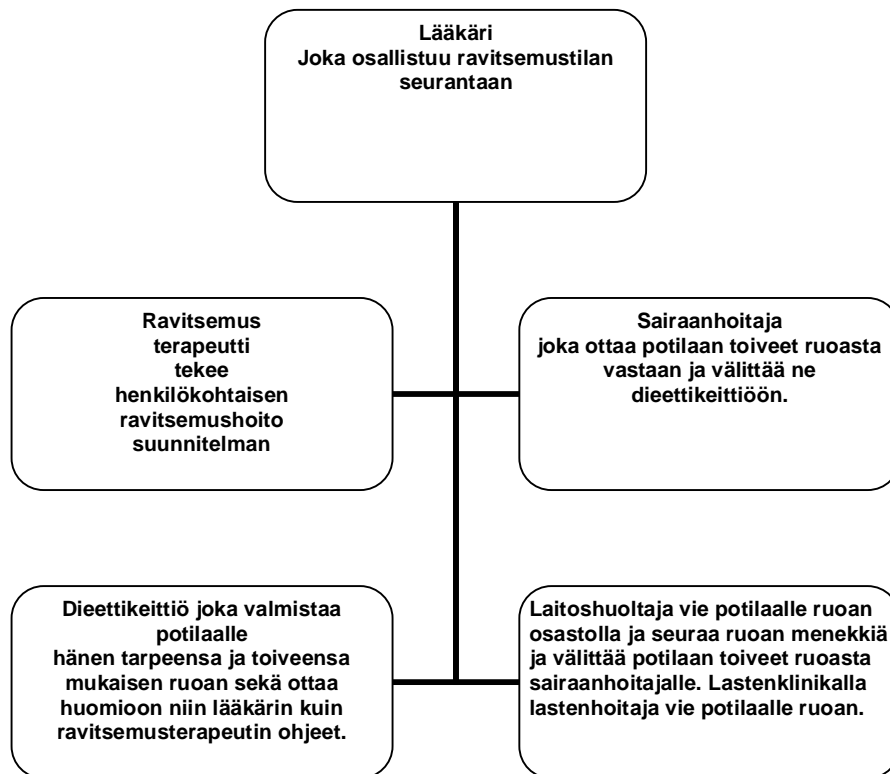 Lääkäri
Joka osallistuu ravitsemustilan
seurantaan
Ravitsemus
terapeutti
tekee
henkilökohtaisen
ravitsemushoito
suunnitelman
Sairaanhoitaja
joka ottaa potilaan toiveet ruoasta
vastaan ja välittää ne
dieettikeittiöön.
Dieettikeittiö joka valmistaa
potilaalle
hänen tarpeensa ja toiveensa
mukaisen ruoan sekä ottaa
huomioon niin lääkärin kuin
ravitsemusterapeutin ohjeet.
Laitoshuoltaja vie potilaalle ruoan
osastolla ja seuraa ruoan menekkiä
ja välittää potilaan toiveet ruoasta
sairaanhoitajalle. Lastenklinikalla
lastenhoitaja vie potilaalle ruoan.